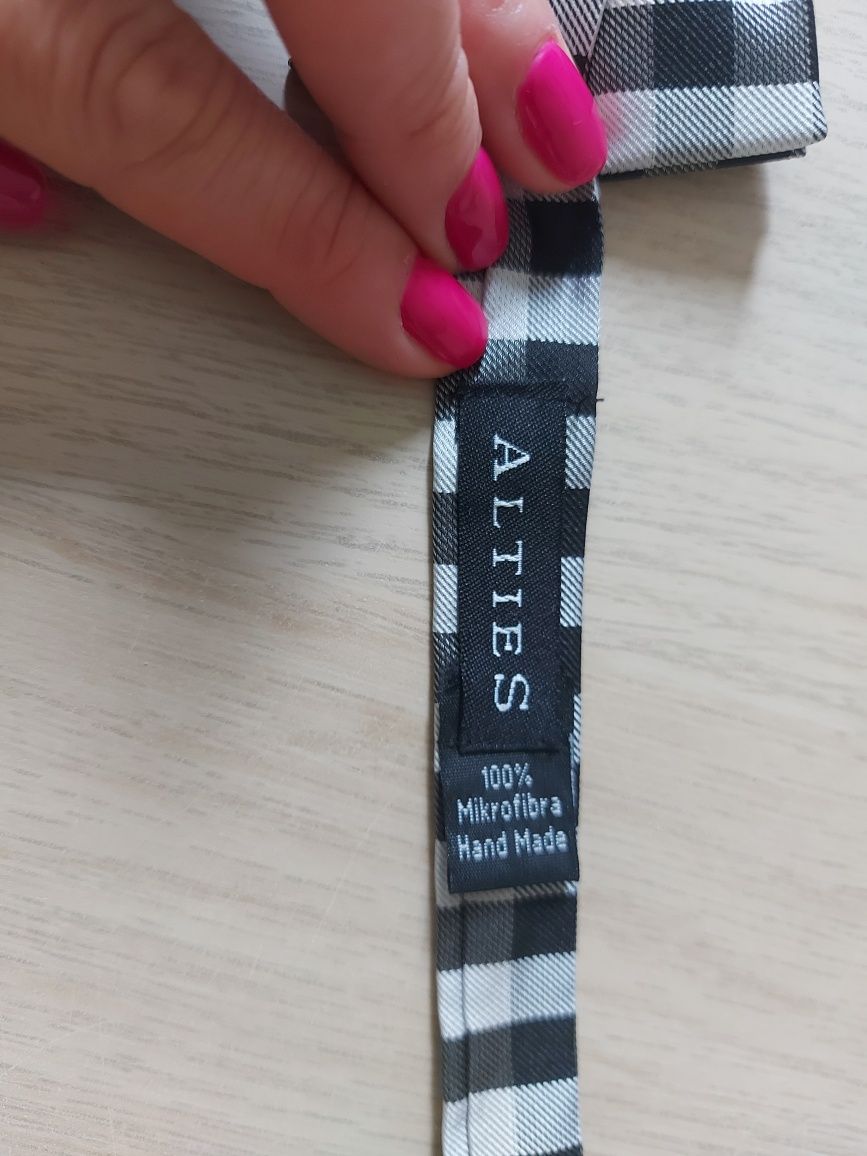 ALTIES
100%
Mikrofibra
Hand Made